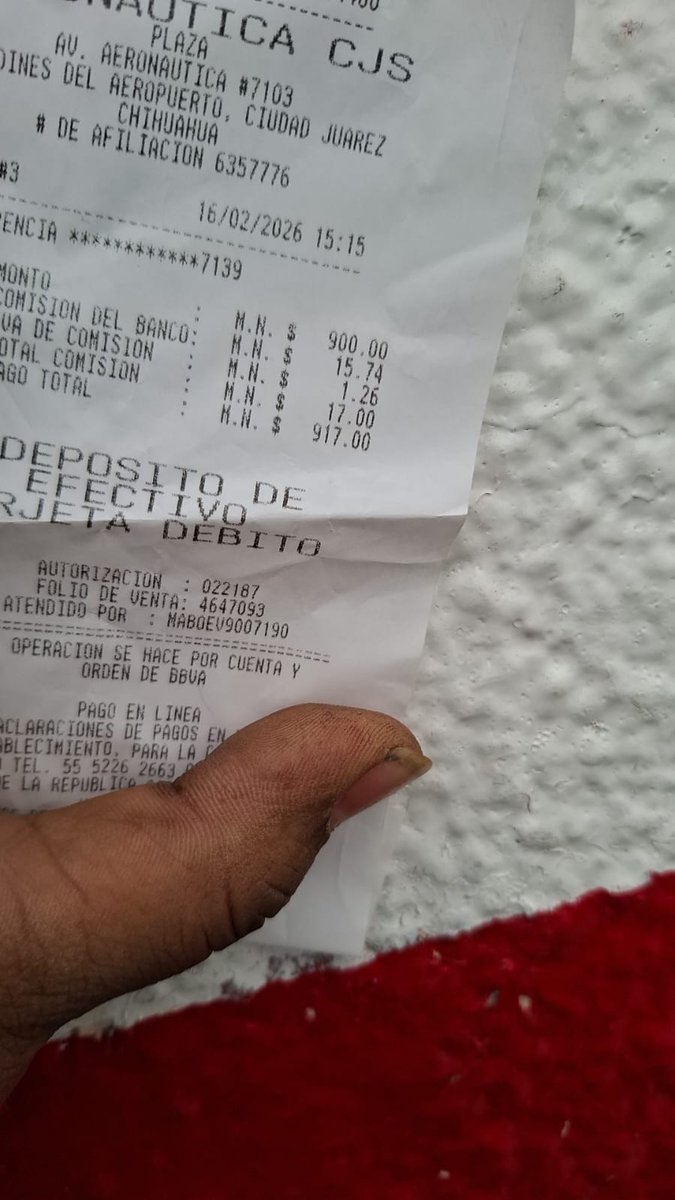 NAUTICA CJS
PLAZA
AV. AERONAUTICA #7103
DINES DEL AEROPUERTO, CIUDAD JUAREZ
CHIHUAHUA
# DE AFILIACION 6357776
#3
16/02/2026 15:15
ENCIA ************7139
MONTO : M.N. $ 900.00
COMISION DEL BANCO: M.N. $ 15.74
VA DE COMISION : M.N. $ 1.26
OTAL COMISION : M.N. $ 17.00
AGO TOTAL : M.N. $ 917.00
DEPOSITO DE
EFECTIVO
RJETA DEBITO
AUTORIZACION : 022187
FOLIO DE VENTA: 4647093
ATENDIDO POR : MABOEV9007190
OPERACION SE HACE POR CUENTA Y
ORDEN DE BBVA
PAGO EN LINEA
ACLARACIONES DE PAGOS EN
ABLECIMIENTO, PARA LA
TEL. 55 5226 2663
E LA REPUBLICA